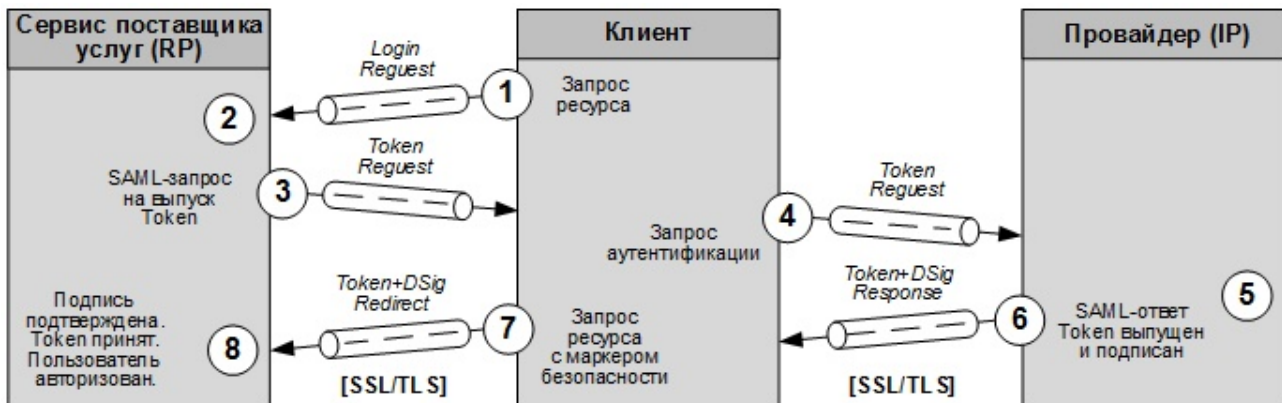 Сервис поставщика
услуг (RP)
Клиент
Провайдер (IP)
Login
Reguest
1
Запрос
ресурса
2
Token
Reguest
SAML-запрос
на выпуск
Token
3
Token
Reguest
4
Запрос
аутентификации
Token+DSig
Redirect
Token+DSig
Response
5
Подпись
подтверждена.
Token принят.
Пользователь
авторизован.
8
7
Запрос
ресурса
с маркером
безопасности
6
SAML-ответ
Token выпущен
и подписан
[SSL/TLS]
[SSL/TLS]